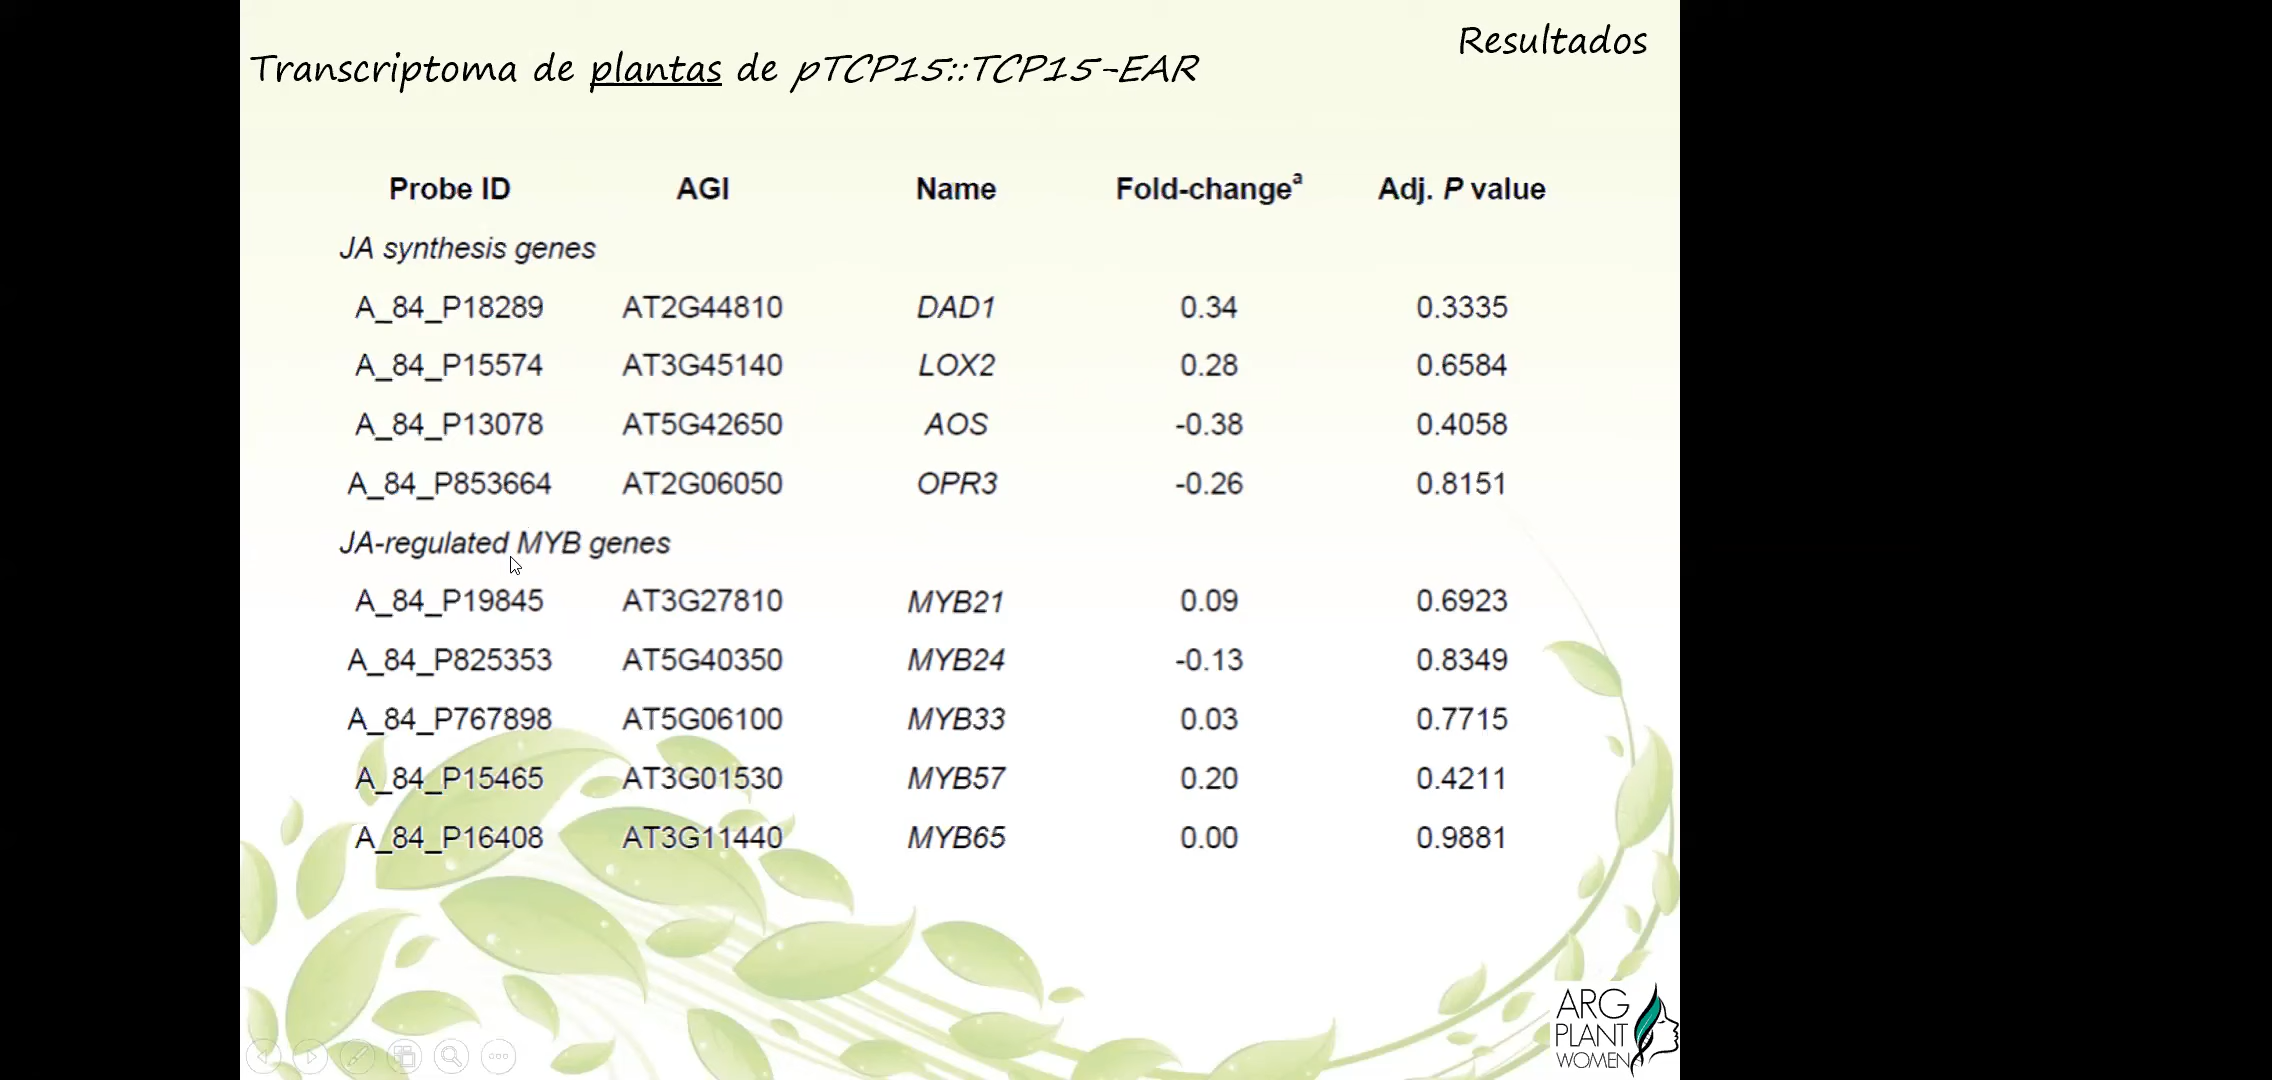 Resultados
Transcriptoma de plantas de pTCP15::TCP15-EAR
Probe ID AGI Name Fold-changeᵃ Adj. P value
JA synthesis genes
A_84_P18289 AT2G44810 DAD1 0.34 0.3335
A_84_P15574 AT3G45140 LOX2 0.28 0.6584
A_84_P13078 AT5G42650 AOS -0.38 0.4058
A_84_P853664 AT2G06050 OPR3 -0.26 0.8151
JA-regulated MYB genes
A_84_P19845 AT3G27810 MYB21 0.09 0.6923
A_84_P825353 AT5G40350 MYB24 -0.13 0.8349
A_84_P767898 AT5G06100 MYB33 0.03 0.7715
A_84_P15465 AT3G01530 MYB57 0.20 0.4211
A_84_P16408 AT3G11440 MYB65 0.00 0.9881
ARG
PLANT
WOMEN